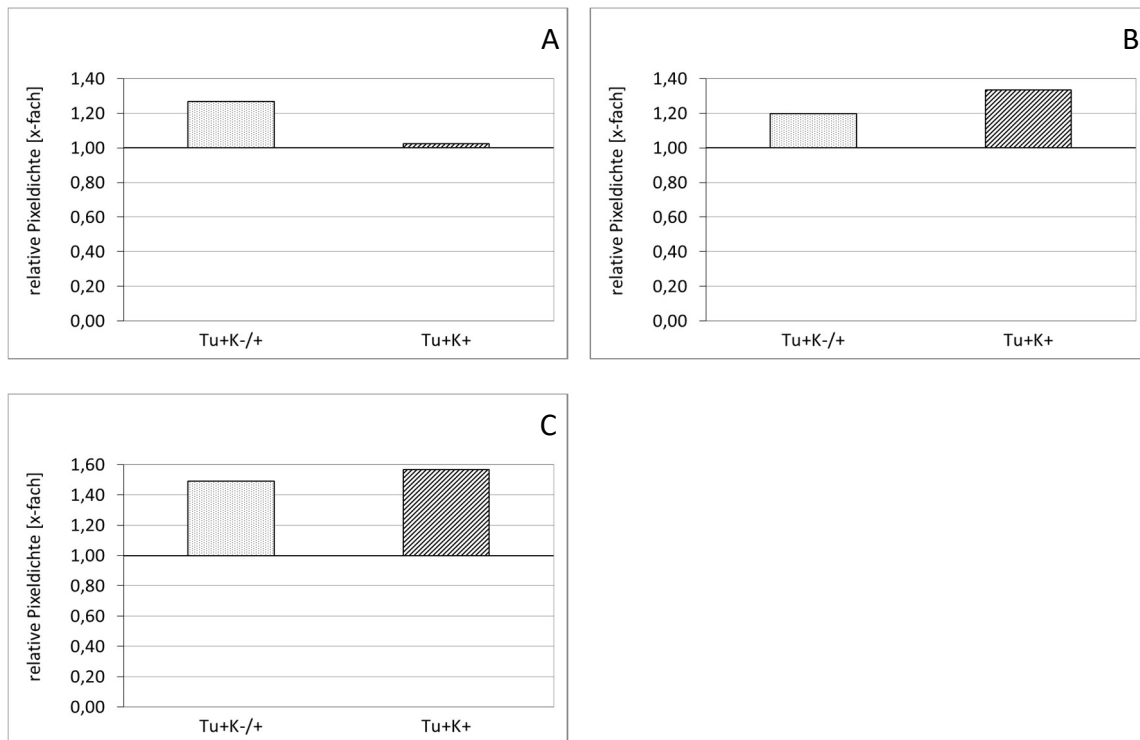 A
relative Pixeldichte [x-fach]
1,40
1,20
1,00
0,80
0,60
0,40
0,20
0,00
Tu+K-/+ Tu+K+
B
relative Pixeldichte [x-fach]
1,40
1,20
1,00
0,80
0,60
0,40
0,20
0,00
Tu+K-/+ Tu+K+
C
relative Pixeldichte [x-fach]
1,60
1,40
1,20
1,00
0,80
0,60
0,40
0,20
0,00
Tu+K-/+ Tu+K+